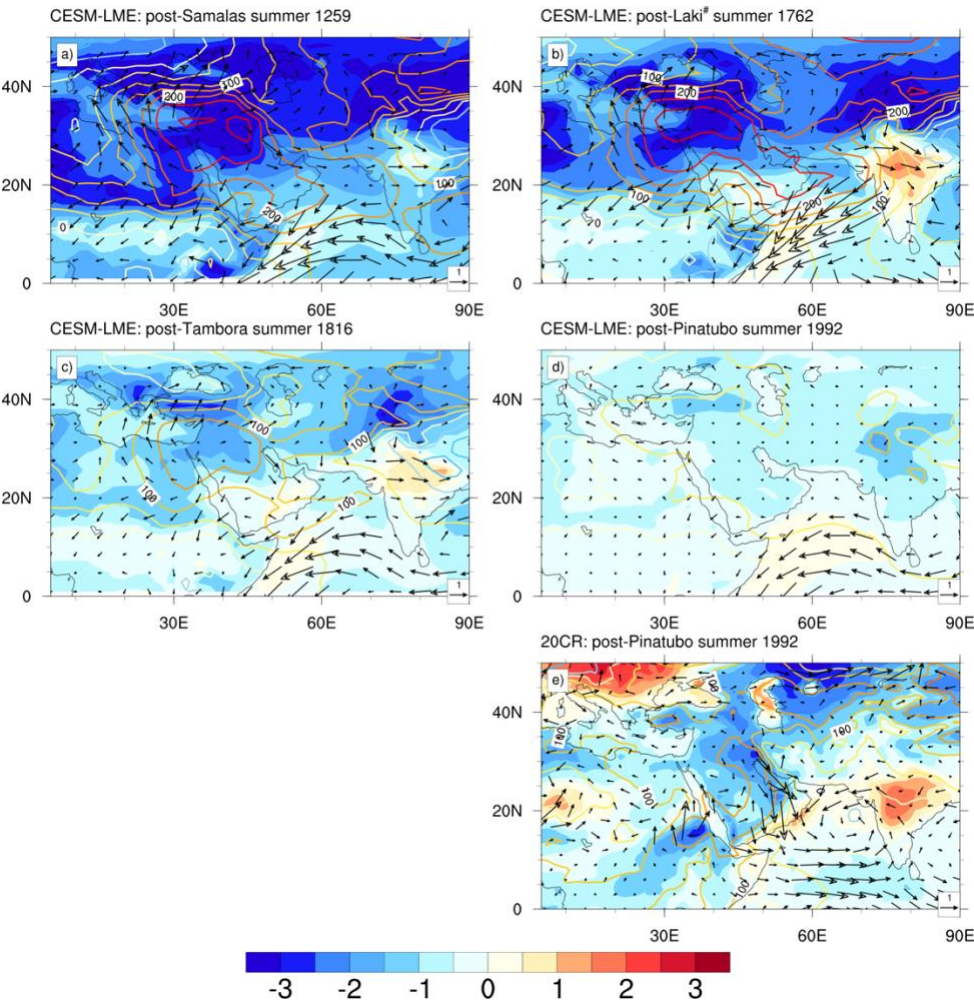 CESM-LME: post-Samalas summer 1259
a)
40N
20N
0
30E
60E
90E
200
100
200
100
0
1
CESM-LME: post-Laki# summer 1762
b)
40N
20N
0
30E
60E
90E
100
200
200
100
200
100
0
1
CESM-LME: post-Tambora summer 1816
c)
40N
20N
0
30E
60E
90E
100
100
100
100
1
CESM-LME: post-Pinatubo summer 1992
d)
40N
20N
0
30E
60E
90E
1
20CR: post-Pinatubo summer 1992
e)
40N
20N
0
30E
60E
90E
100
100
100
100
100
1
-3 -2 -1 0 1 2 3